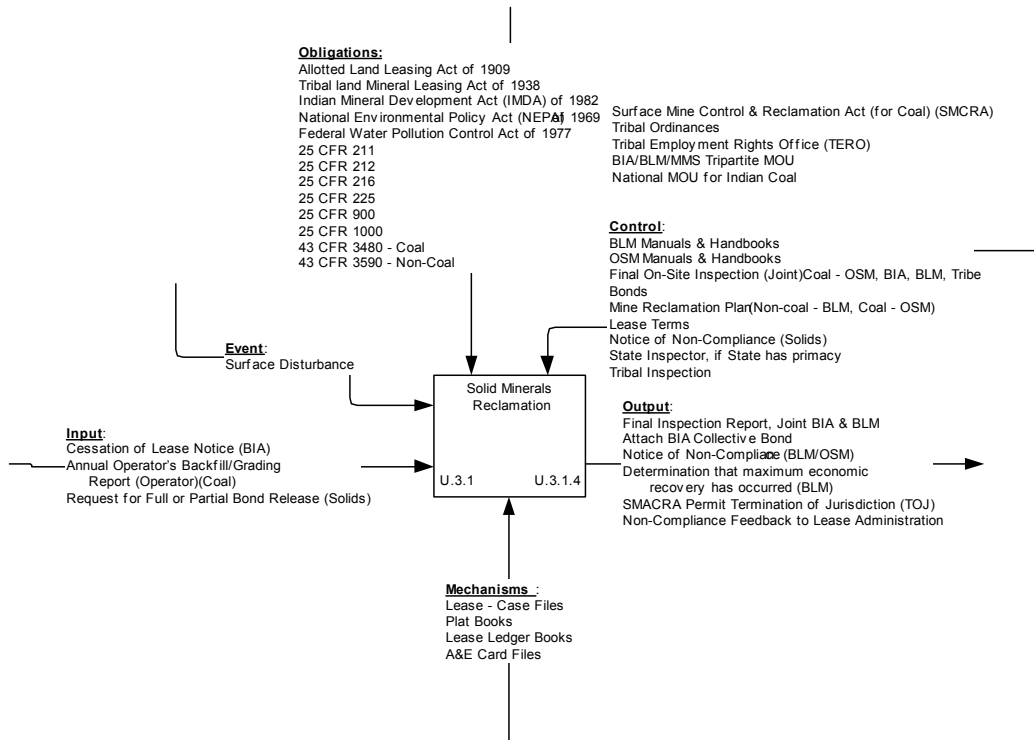 Obligations:
Allotted Land Leasing Act of 1909
Tribal land Mineral Leasing Act of 1938
Indian Mineral Development Act (IMDA) of 1982
National Environmental Policy Act (NEPA) of 1969
Federal Water Pollution Control Act of 1977
25 CFR 211
25 CFR 212
25 CFR 216
25 CFR 225
25 CFR 900
25 CFR 1000
43 CFR 3480 - Coal
43 CFR 3590 - Non-Coal
Surface Mine Control & Reclamation Act (for Coal) (SMCRA)
Tribal Ordinances
Tribal Employment Rights Office (TERO)
BIA/BLM/MMS Tripartite MOU
National MOU for Indian Coal
Control:
BLM Manuals & Handbooks
OSM Manuals & Handbooks
Final On-Site Inspection (Joint)Coal - OSM, BIA, BLM, Tribe
Bonds
Mine Reclamation Plan(Non-coal - BLM, Coal - OSM)
Lease Terms
Notice of Non-Compliance (Solids)
State Inspector, if State has primacy
Tribal Inspection
Event:
Surface Disturbance
Solid Minerals
Reclamation
U.3.1 U.3.1.4
Input:
Cessation of Lease Notice (BIA)
Annual Operator's Backfill/Grading
Report (Operator)(Coal)
Request for Full or Partial Bond Release (Solids)
Output:
Final Inspection Report, Joint BIA & BLM
Attach BIA Collective Bond
Notice of Non-Compliance (BLM/OSM)
Determination that maximum economic
recovery has occurred (BLM)
SMACRA Permit Termination of Jurisdiction (TOJ)
Non-Compliance Feedback to Lease Administration
Mechanisms :
Lease - Case Files
Plat Books
Lease Ledger Books
A&E Card Files